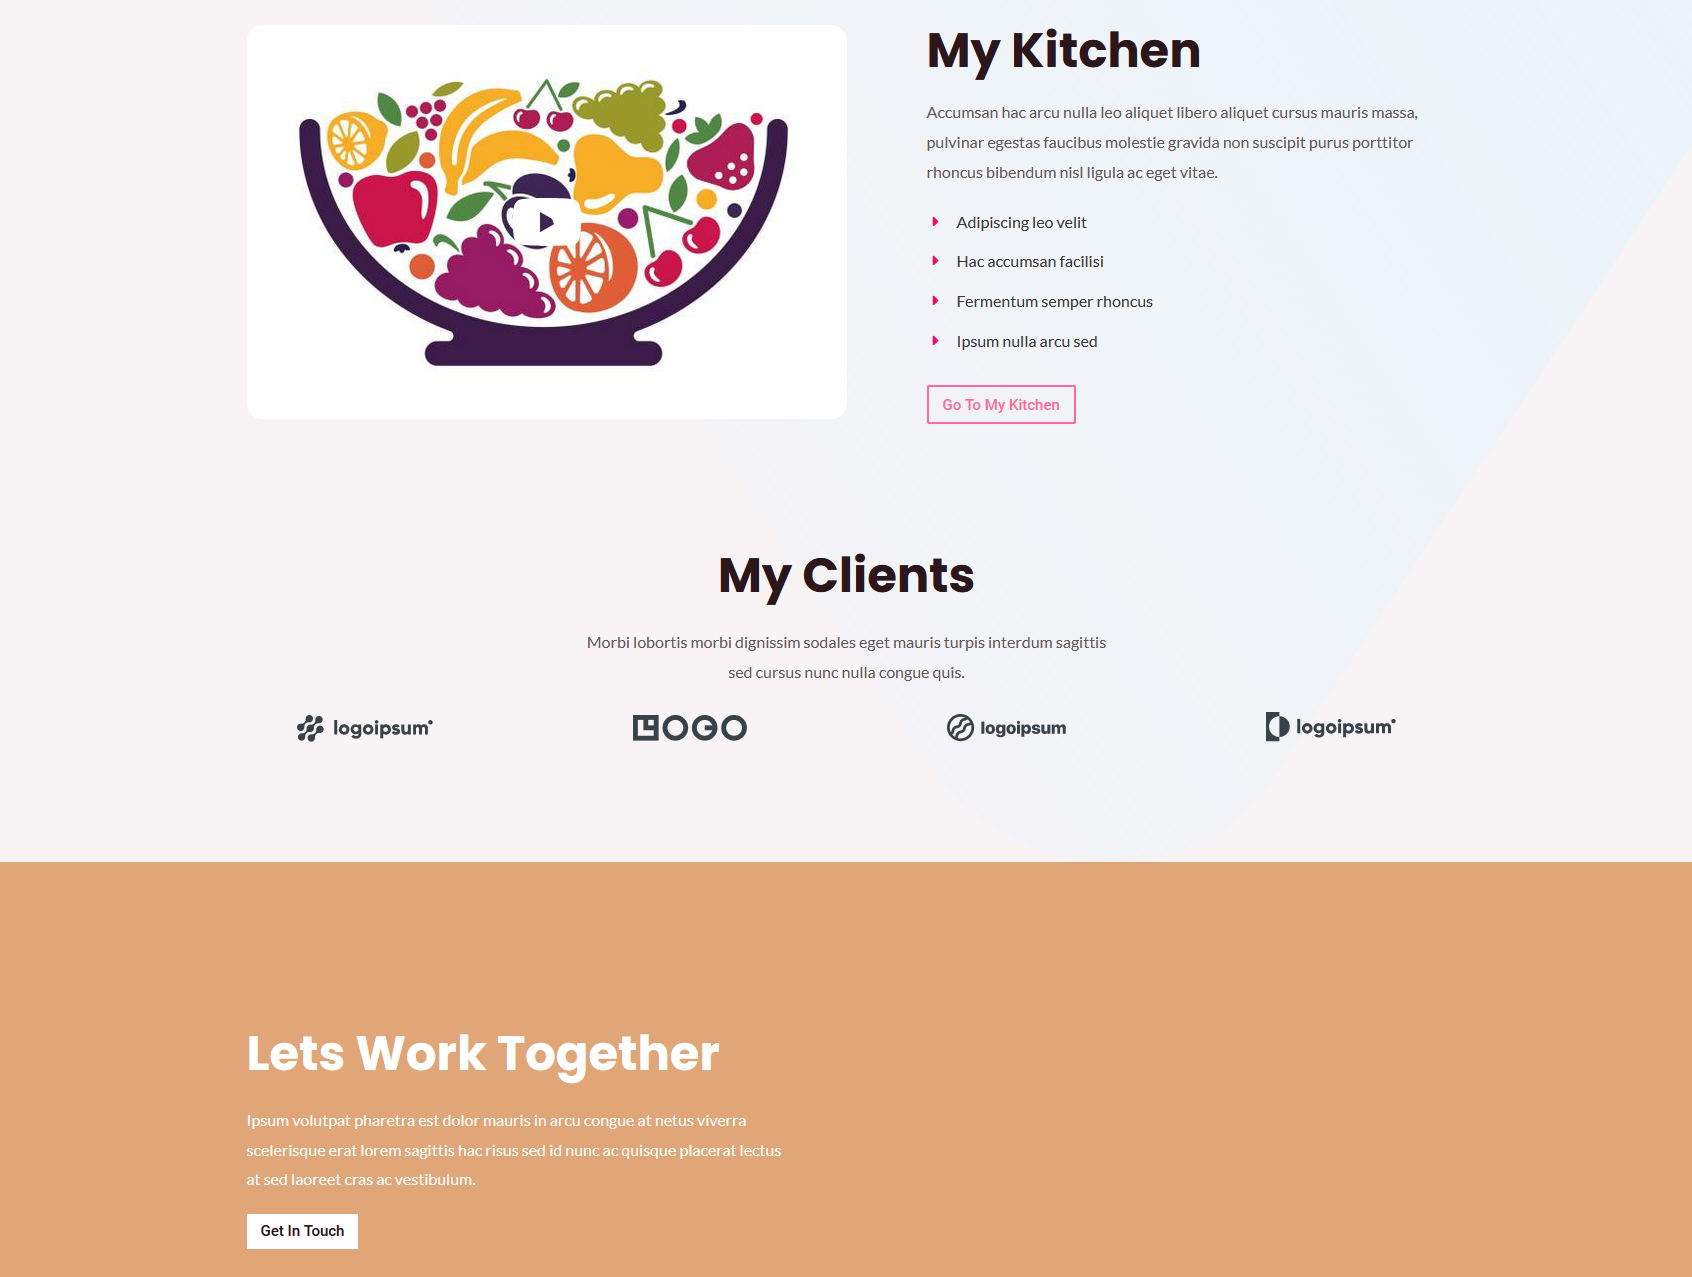 My Kitchen
Accumsan hac arcu nulla leo aliquet libero aliquet cursus mauris massa,
pulvinar egestas faucibus molestie gravida non suscipit purus porttitor
rhoncus bibendum nisl ligula ac eget vitae.
Adipiscing leo velit
Hac accumsan facilisi
Fermentum semper rhoncus
Ipsum nulla arcu sed
Go To My Kitchen
My Clients
Morbi lobortis morbi dignissim sodales eget mauris turpis interdum sagittis
sed cursus nunc nulla congue quis.
logoipsum
LOGO
logoipsum
logoipsum
Lets Work Together
Ipsum volutpat pharetra est dolor mauris in arcu congue at netus viverra
scelerisque erat lorem sagittis hac risus sed id nunc ac quisque placerat lectus
at sed laoreet cras ac vestibulum.
Get In Touch